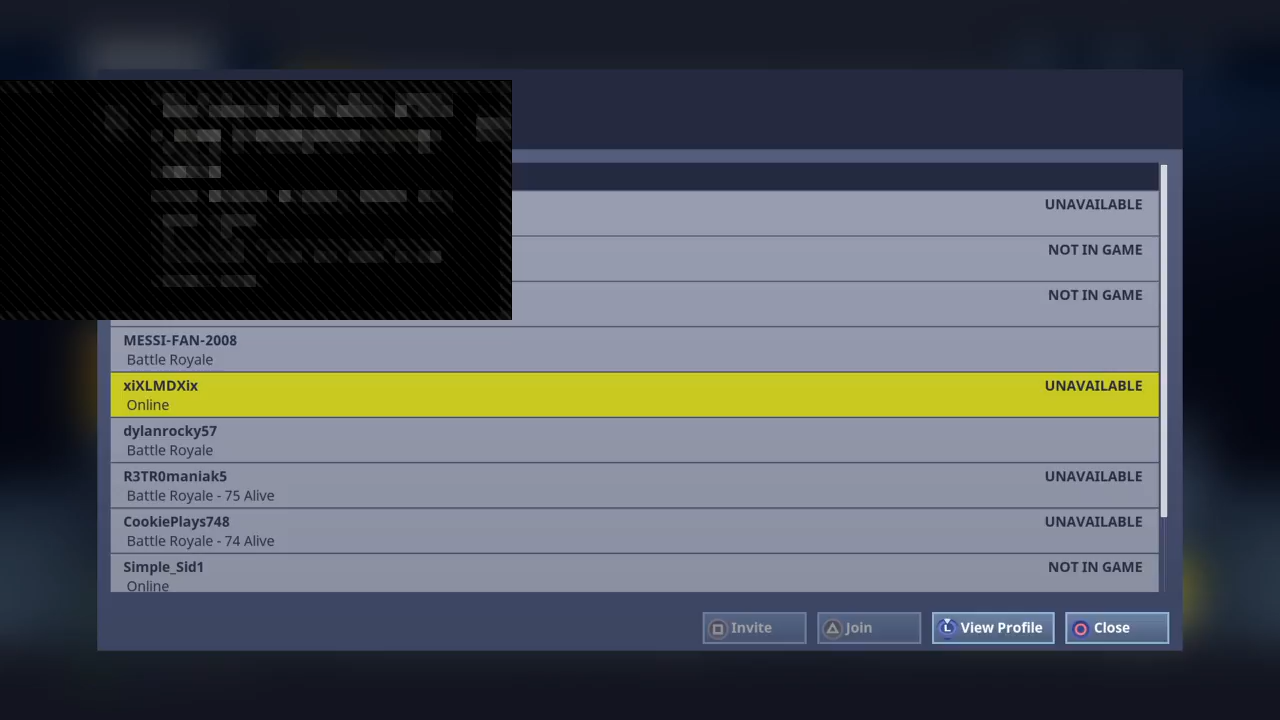 UNAVAILABLE
NOT IN GAME
NOT IN GAME
MESSI-FAN-2008
Battle Royale
xiXLMDXix UNAVAILABLE
Online
dylanrocky57
Battle Royale
R3TR0maniak5 UNAVAILABLE
Battle Royale - 75 Alive
CookiePlays748 UNAVAILABLE
Battle Royale - 74 Alive
Simple_Sid1 NOT IN GAME
Online
Invite Join L View Profile Close